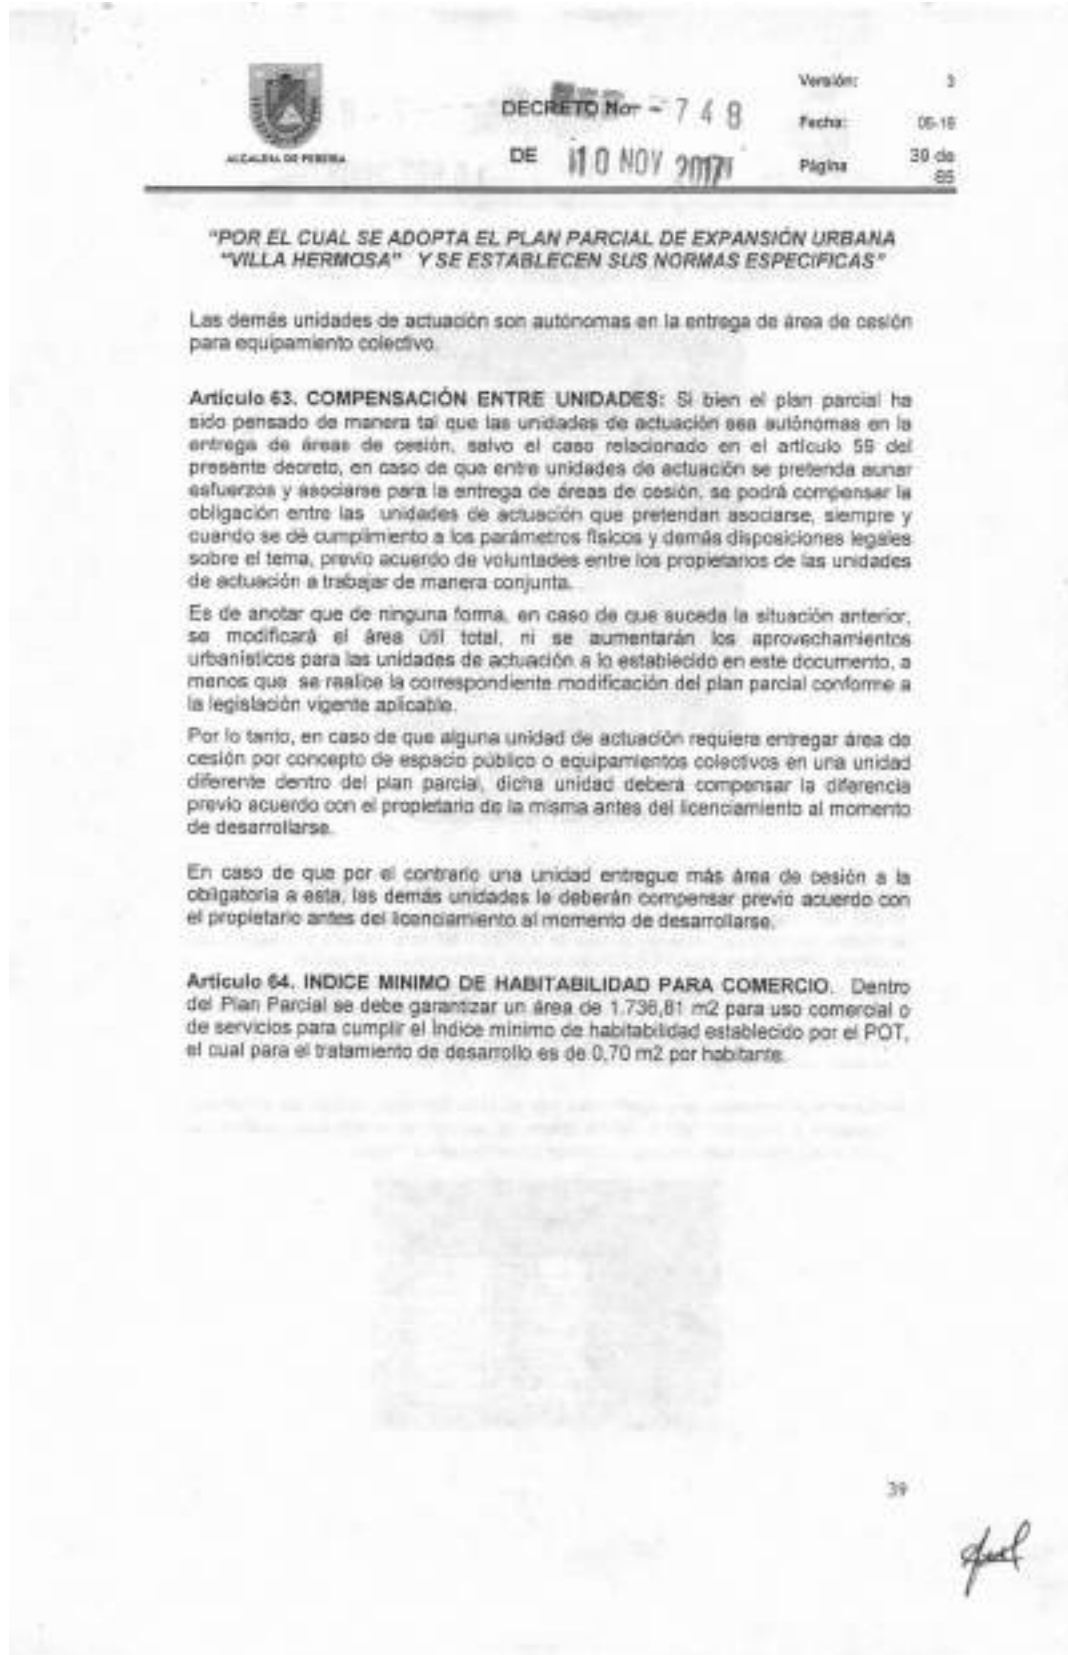 ALCALDIA DE PEREIRA
DECRETO No. - 748
DE 10 NOV 2017
Versión: 3
Fecha: 05-16
Página 39 de
65
"POR EL CUAL SE ADOPTA EL PLAN PARCIAL DE EXPANSIÓN URBANA
"VILLA HERMOSA" Y SE ESTABLECEN SUS NORMAS ESPECIFICAS"
Las demás unidades de actuación son autónomas en la entrega de área de cesión
para equipamiento colectivo.
Artículo 63. COMPENSACIÓN ENTRE UNIDADES: Si bien el plan parcial ha
sido pensado de manera tal que las unidades de actuación sea autónomas en la
entrega de áreas de cesión, salvo el caso relacionado en el artículo 59 del
presente decreto, en caso de que entre unidades de actuación se pretenda aunar
esfuerzos y asociarse para la entrega de áreas de cesión, se podrá compensar la
obligación entre las unidades de actuación que pretendan asociarse, siempre y
cuando se dé cumplimiento a los parámetros físicos y demás disposiciones legales
sobre el tema, previo acuerdo de voluntades entre los propietarios de las unidades
de actuación a trabajar de manera conjunta.
Es de anotar que de ninguna forma, en caso de que suceda la situación anterior,
se modificará el área útil total, ni se aumentarán los aprovechamientos
urbanísticos para las unidades de actuación a lo establecido en este documento, a
menos que se realice la correspondiente modificación del plan parcial conforme a
la legislación vigente aplicable.
Por lo tanto, en caso de que alguna unidad de actuación requiera entregar área de
cesión por concepto de espacio público o equipamientos colectivos en una unidad
diferente dentro del plan parcial, dicha unidad deberá compensar la diferencia
previo acuerdo con el propietario de la misma antes del licenciamiento al momento
de desarrollarse.
En caso de que por el contrario una unidad entregue más área de cesión a la
obligatoria a esta, las demás unidades le deberán compensar previo acuerdo con
el propietario antes del licenciamiento al momento de desarrollarse.
Artículo 64. INDICE MINIMO DE HABITABILIDAD PARA COMERCIO. Dentro
del Plan Parcial se debe garantizar un área de 1.736,61 m2 para uso comercial o
de servicios para cumplir el índice mínimo de habitabilidad establecido por el POT,
el cual para el tratamiento de desarrollo es de 0,70 m2 por habitante.
39